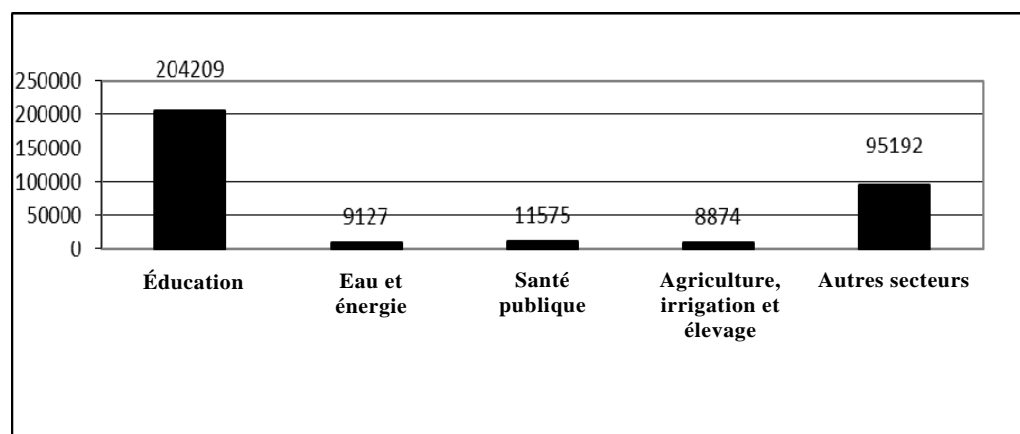 204209
250000
200000
150000
100000
50000
0
9127
11575
8874
95192
Éducation
Eau et
énergie
Santé
publique
Agriculture,
irrigation et
élevage
Autres secteurs